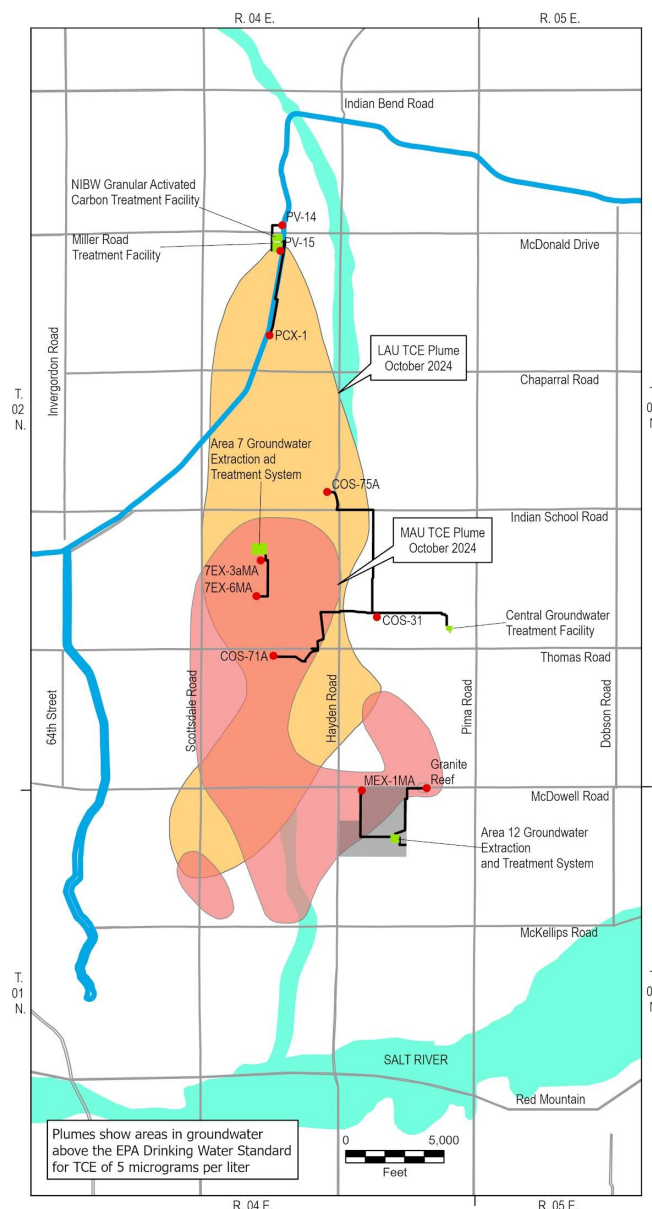 R. 04 E.
R. 05 E.
Indian Bend Road
NIBW Granular Activated
Carbon Treatment Facility
PV-14
Miller Road
Treatment Facility
PV-15
McDonald Drive
PCX-1
Invergordon Road
LAU TCE Plume
October 2024
Chaparral Road
T.
02
N.
T.
0
N.
Area 7 Groundwater
Extraction ad
Treatment System
COS-75A
Indian School Road
MAU TCE Plume
October 2024
7EX-3aMA
7EX-6MA
COS-31
Central Groundwater
Treatment Facility
COS-71A
Thomas Road
64th Street
Scottsdale Road
Hayden Road
Pima Road
Dobson Road
Granite
Reef
MEX-1MA
McDowell Road
Area 12 Groundwater
Extraction
and Treatment System
McKellips Road
T.
01
N.
T.
0
N.
SALT RIVER
Red Mountain
Plumes show areas in groundwater
above the EPA Drinking Water Standard
for TCE of 5 micrograms per liter
0
5,000
Feet
R. 04 E.
R. 05 E.